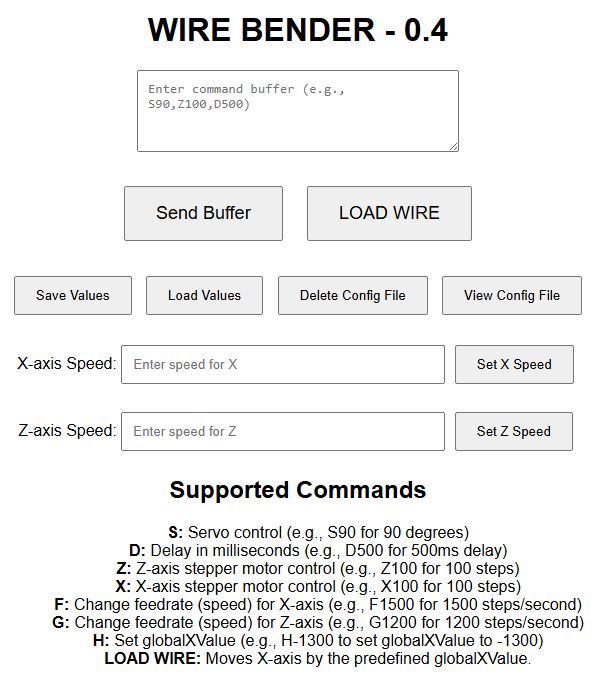 WIRE BENDER - 0.4
Enter command buffer (e.g.,
S90,Z100,D500)
Send Buffer LOAD WIRE
Save Values Load Values Delete Config File View Config File
X-axis Speed: Enter speed for X Set X Speed
Z-axis Speed: Enter speed for Z Set Z Speed
Supported Commands
S: Servo control (e.g., S90 for 90 degrees)
D: Delay in milliseconds (e.g., D500 for 500ms delay)
Z: Z-axis stepper motor control (e.g., Z100 for 100 steps)
X: X-axis stepper motor control (e.g., X100 for 100 steps)
F: Change feedrate (speed) for X-axis (e.g., F1500 for 1500 steps/second)
G: Change feedrate (speed) for Z-axis (e.g., G1200 for 1200 steps/second)
H: Set globalXValue (e.g., H-1300 to set globalXValue to -1300)
LOAD WIRE: Moves X-axis by the predefined globalXValue.